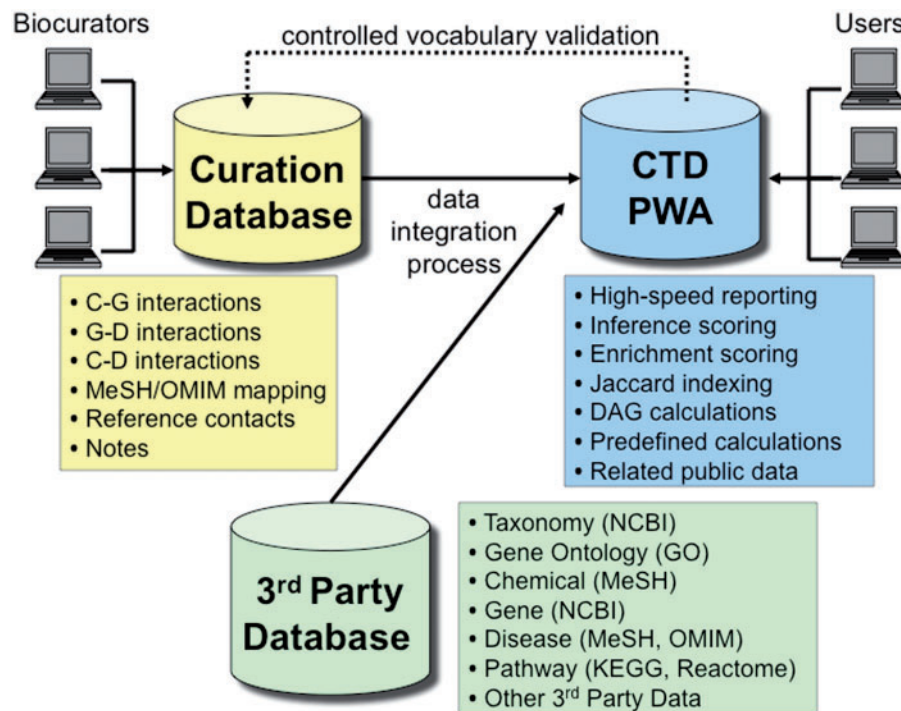 Biocurators
controlled vocabulary validation
Users
Curation
Database
data
integration
process
CTD
PWA
• C-G interactions
• G-D interactions
• C-D interactions
• MeSH/OMIM mapping
• Reference contacts
• Notes
• High-speed reporting
• Inference scoring
• Enrichment scoring
• Jaccard indexing
• DAG calculations
• Predefined calculations
• Related public data
3rd Party
Database
• Taxonomy (NCBI)
• Gene Ontology (GO)
• Chemical (MeSH)
• Gene (NCBI)
• Disease (MeSH, OMIM)
• Pathway (KEGG, Reactome)
• Other 3rd Party Data